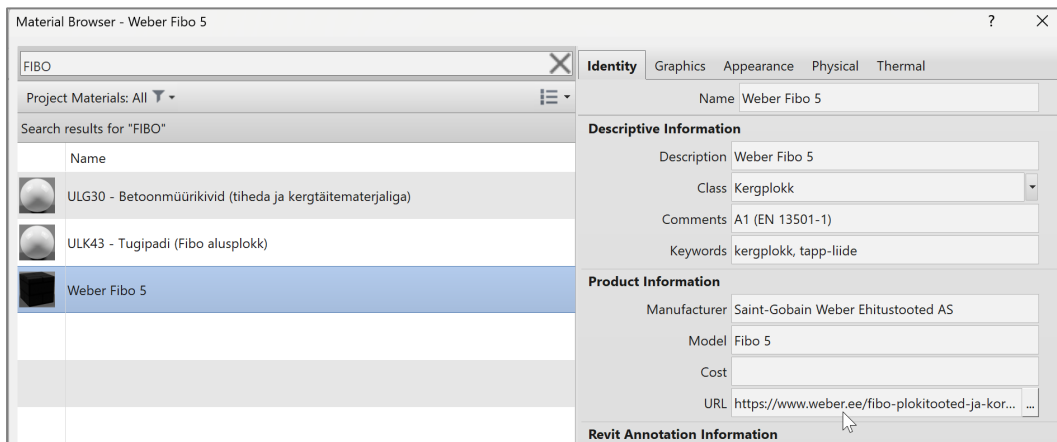 Material Browser - Weber Fibo 5
?
FIBO
Project Materials: All
Search results for "FIBO"
Name
ULG30 - Betoonmüürikivid (tiheda ja kergtäitematerjaliga)
ULK43 - Tugipadi (Fibo alusplokk)
Weber Fibo 5
Identity Graphics Appearance Physical Thermal
Name Weber Fibo 5
Descriptive Information
Description Weber Fibo 5
Class Kergplokk
Comments A1 (EN 13501-1)
Keywords kergplokk, tapp-liide
Product Information
Manufacturer Saint-Gobain Weber Ehitustooted AS
Model Fibo 5
Cost
URL https://www.weber.ee/fibo-plokitooted-ja-kor... ...
Revit Annotation Information